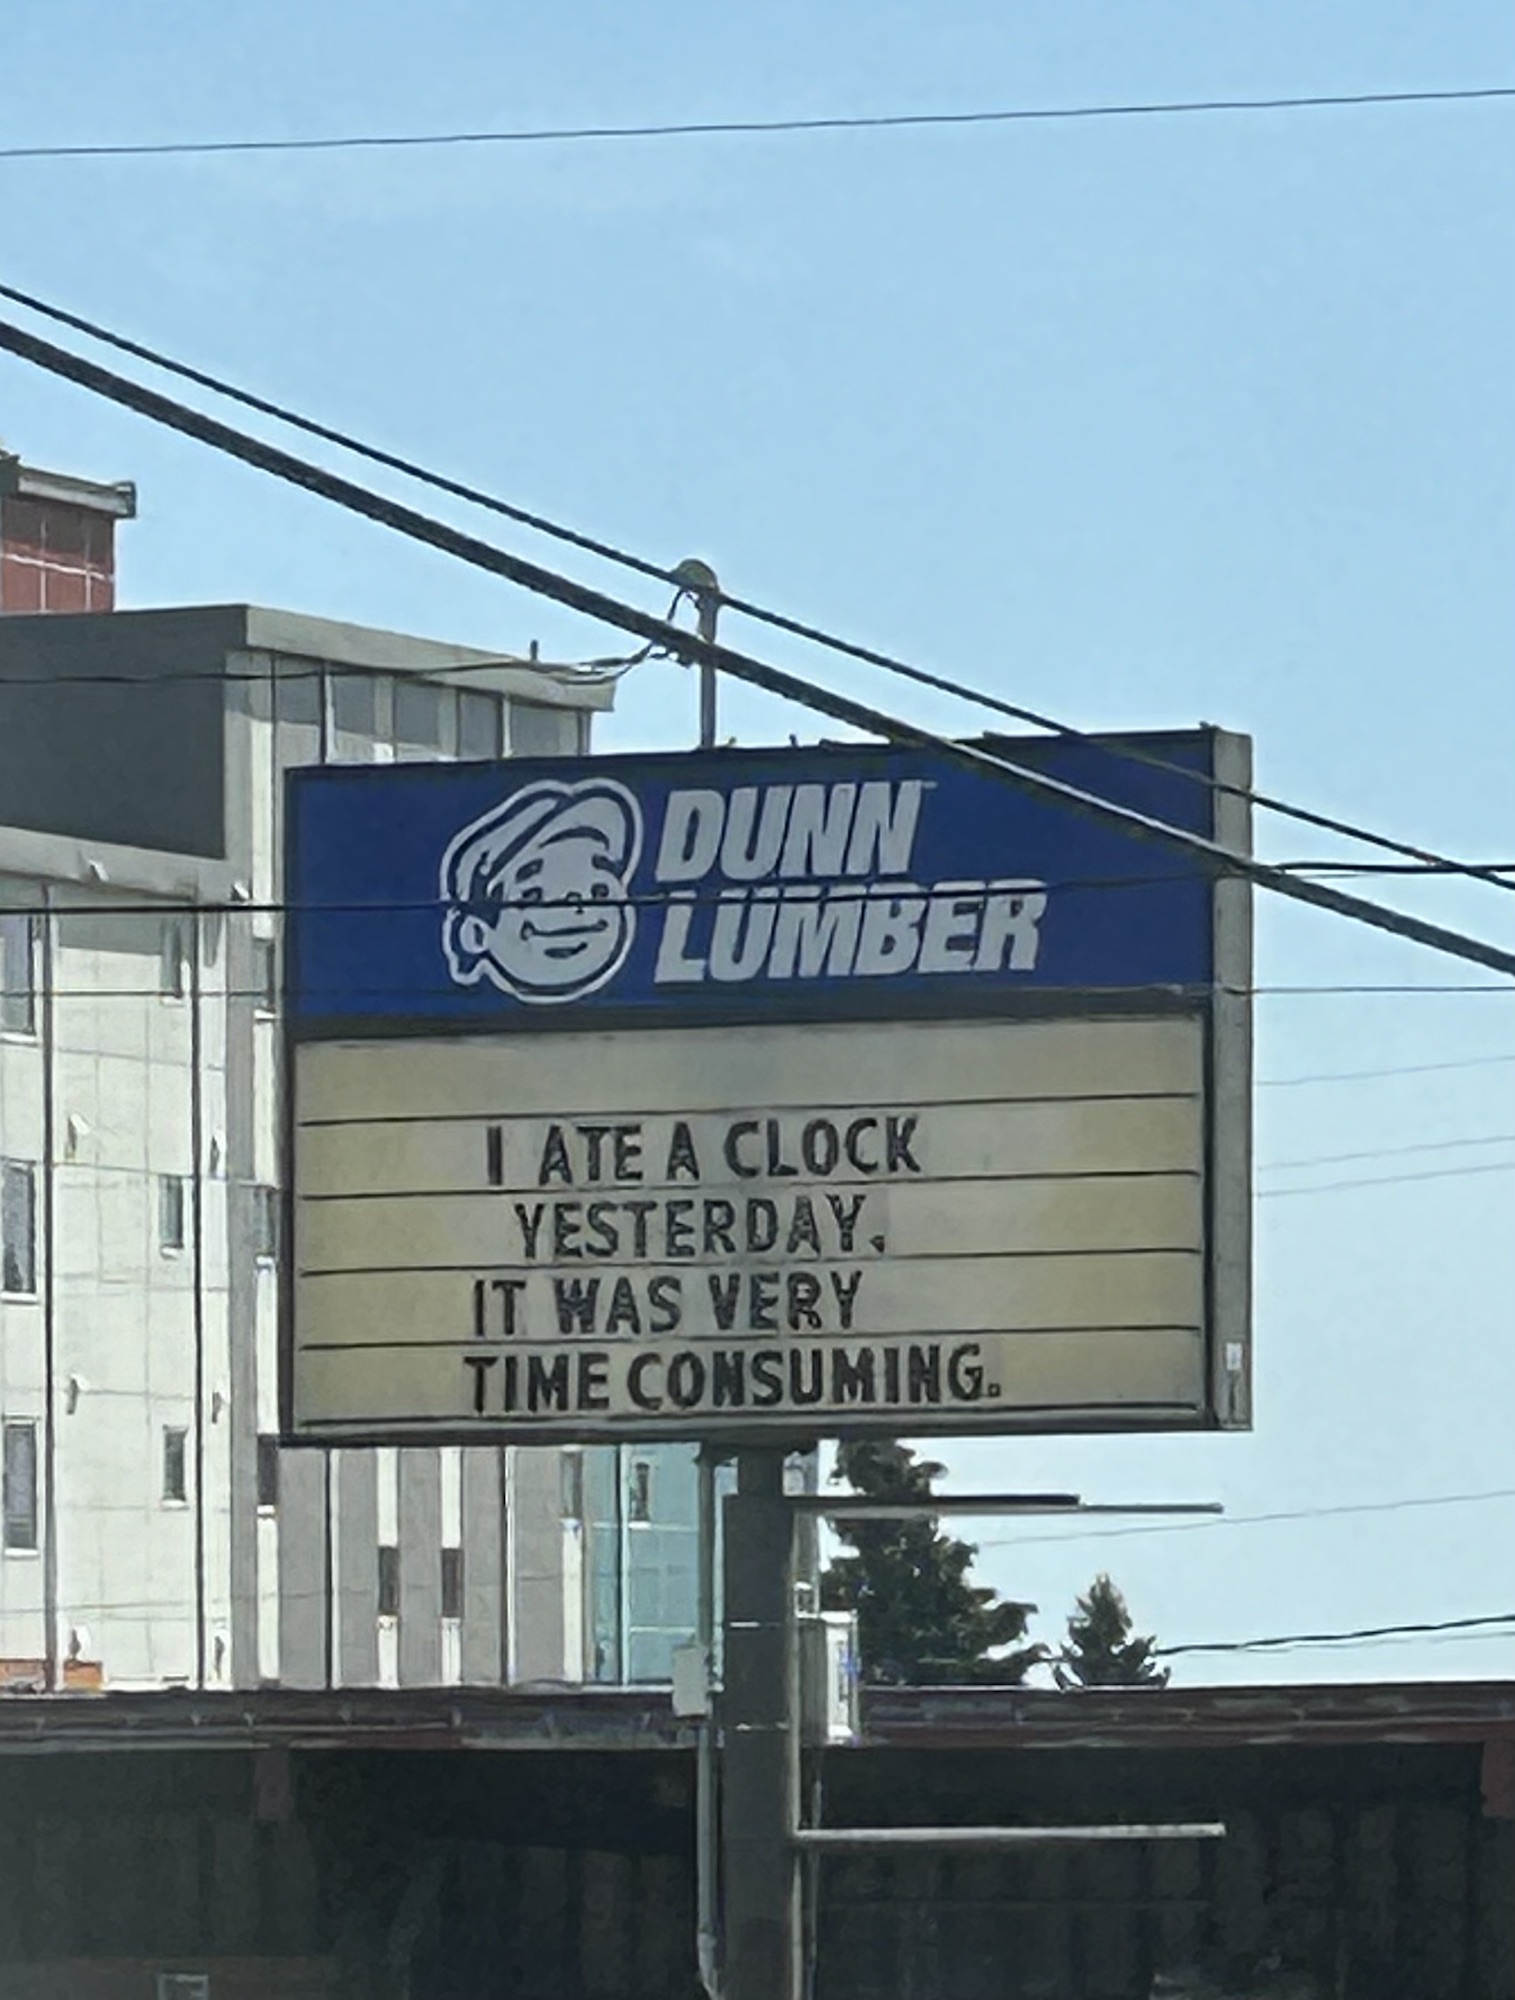 DUNN
LUMBER
I ATE A CLOCK
YESTERDAY.
IT WAS VERY
TIME CONSUMING.